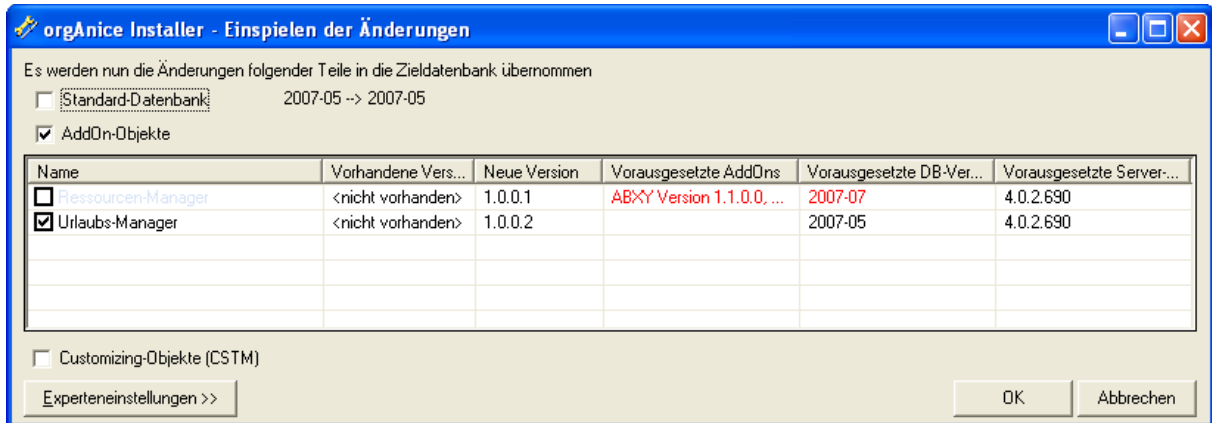 orgAnice Installer - Einspielen der Änderungen
Es werden nun die Änderungen folgender Teile in die Zieldatenbank übernommen
Standard-Datenbank 2007-05 --> 2007-05
AddOn-Objekte
Name Vorhandene Vers... Neue Version Vorausgesetzte AddOns Vorausgesetzte DB-Ver... Vorausgesetzte Server-...
Ressourcen-Manager <nicht vorhanden> 1.0.0.1 ABXY Version 1.1.0.0, ... 2007-07 4.0.2.690
Urlaubs-Manager <nicht vorhanden> 1.0.0.2 2007-05 4.0.2.690
Customizing-Objekte (CSTM)
Experteneinstellungen >> OK Abbrechen